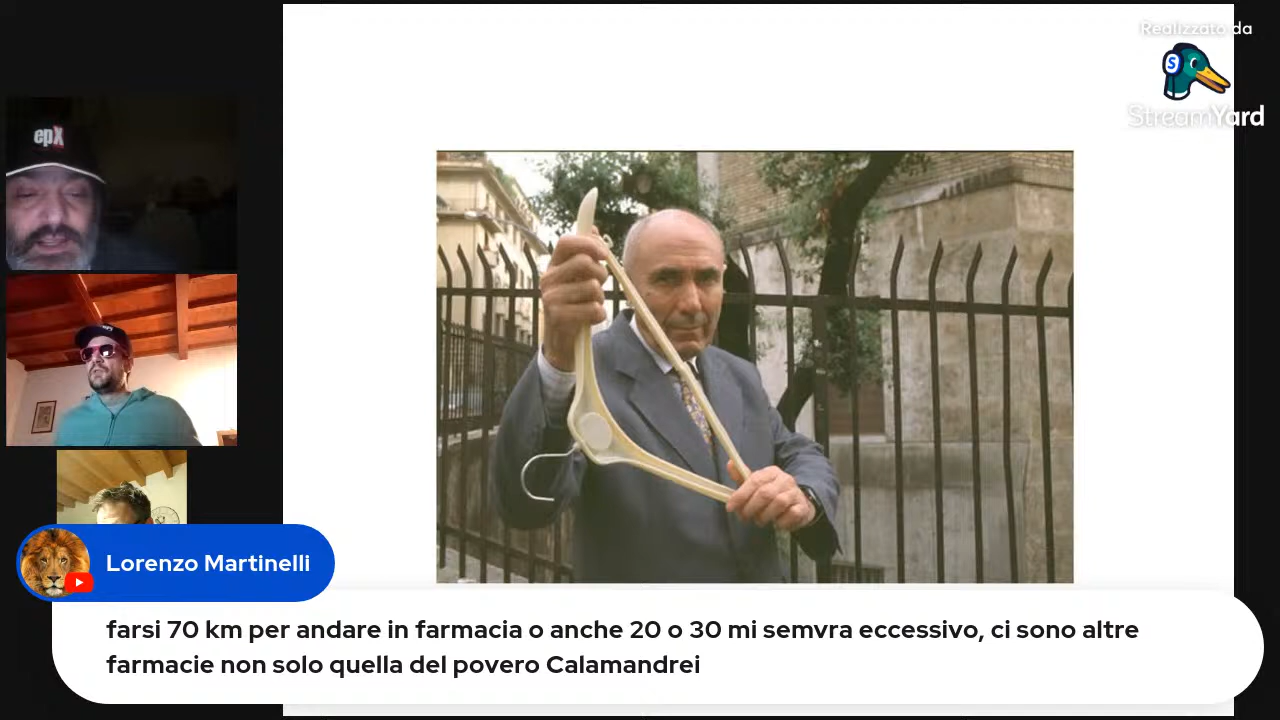 Realizzato da
StreamYard
epX
Lorenzo Martinelli
farsi 70 km per andare in farmacia o anche 20 o 30 mi semvra eccessivo, ci sono altre
farmacie non solo quella del povero Calamandrei